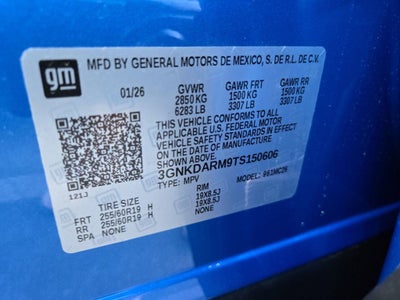 gm
MFD BY GENERAL MOTORS DE MEXICO, S. DE R.L. DE C.V.
01/26 GVWR GAWR FRT GAWR RR
2850 KG 1500 KG 1500 KG
6283 LB 3307 LB 3307 LB
THIS VEHICLE CONFORMS TO ALL
APPLICABLE U.S. FEDERAL MOTOR
VEHICLE SAFETY STANDARDS IN EFFECT
ON THE DATE OF MANUFACTURE SHOWN ABOVE.
3GNKDARM9TS150606
TYPE: MPV MODEL:
121J
TIRE SIZE RIM
FRT 255/60R19 H 19X8.5J
RR 255/60R19 H 19X8.5J
SPA NONE NONE